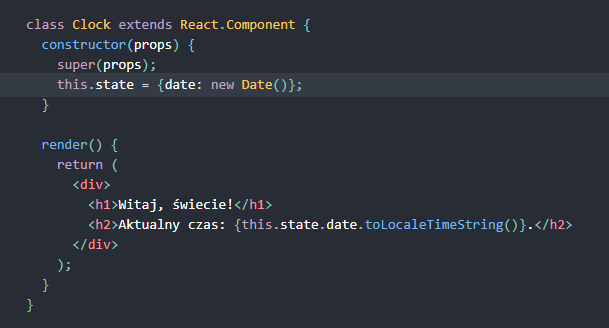 class Clock extends React.Component {
  constructor(props) {
    super(props);
    this.state = {date: new Date()};
  }

  render() {
    return (
      <div>
        <h1>Witaj, świecie!</h1>
        <h2>Aktualny czas: {this.state.date.toLocaleTimeString()}.</h2>
      </div>
    );
  }
}